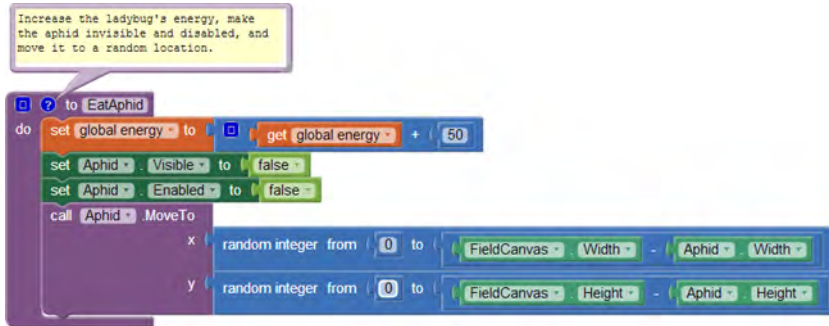 Increase the ladybug's energy, make
the aphid invisible and disabled, and
move it to a random location.
? to EatAphid
do set global energy to get global energy + 50
set Aphid . Visible to false
set Aphid . Enabled to false
call Aphid .MoveTo
x random integer from 0 to FieldCanvas . Width - Aphid . Width
y random integer from 0 to FieldCanvas . Height - Aphid . Height